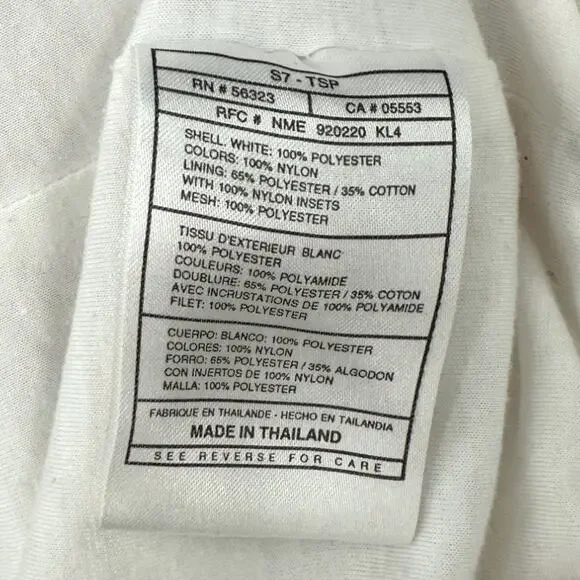 S7 - TSP
RN # 56323 CA # 05553
RFC # NME 920220 KL4
SHELL. WHITE: 100% POLYESTER
COLORS: 100% NYLON
LINING: 65% POLYESTER / 35% COTTON
WITH 100% NYLON INSETS
MESH: 100% POLYESTER
TISSU D'EXTERIEUR BLANC
100% POLYESTER
COULEURS: 100% POLYAMIDE
DOUBLURE: 65% POLYESTER / 35% COTON
AVEC INCRUSTATIONS DE 100% POLYAMIDE
FILET: 100% POLYESTER
CUERPO: BLANCO: 100% POLYESTER
COLORES: 100% NYLON
FORRO: 65% POLYESTER / 35% ALGODON
CON INJERTOS DE 100% NYLON
MALLA: 100% POLYESTER
FABRIQUE EN THAILANDE - HECHO EN TAILANDIA
MADE IN THAILAND
SEE REVERSE FOR CARE